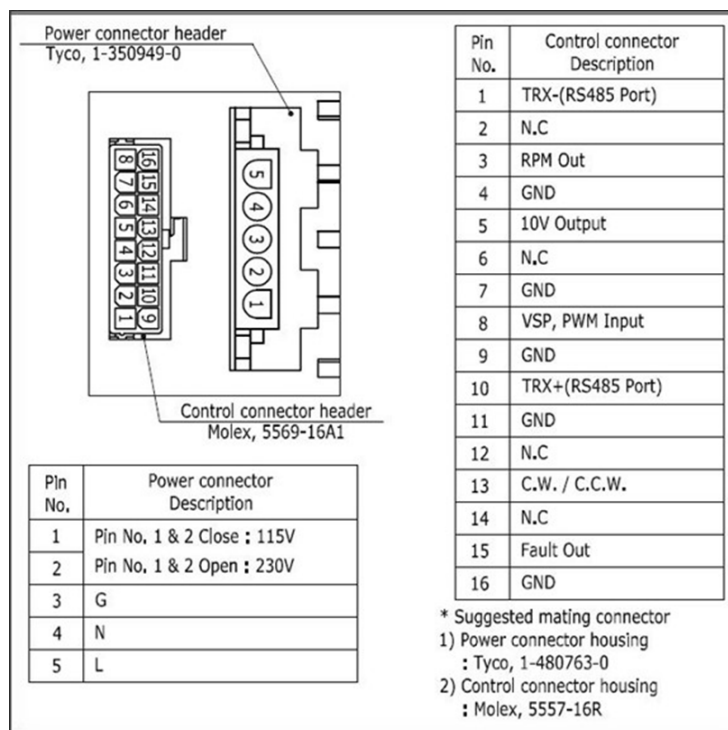 Power connector header
Tyco, 1-350949-0
8 16
7 15
6 14
5 13
4 12
3 11
2 10
1 9
5
4
3
2
1
Control connector header
Molex, 5569-16A1
Pin No. Power connector Description
1 Pin No. 1 & 2 Close : 115V
2 Pin No. 1 & 2 Open : 230V
3 G
4 N
5 L
Pin No. Control connector Description
1 TRX-(RS485 Port)
2 N.C
3 RPM Out
4 GND
5 10V Output
6 N.C
7 GND
8 VSP, PWM Input
9 GND
10 TRX+(RS485 Port)
11 GND
12 N.C
13 C.W. / C.C.W.
14 N.C
15 Fault Out
16 GND
* Suggested mating connector
1) Power connector housing
: Tyco, 1-480763-0
2) Control connector housing
: Molex, 5557-16R